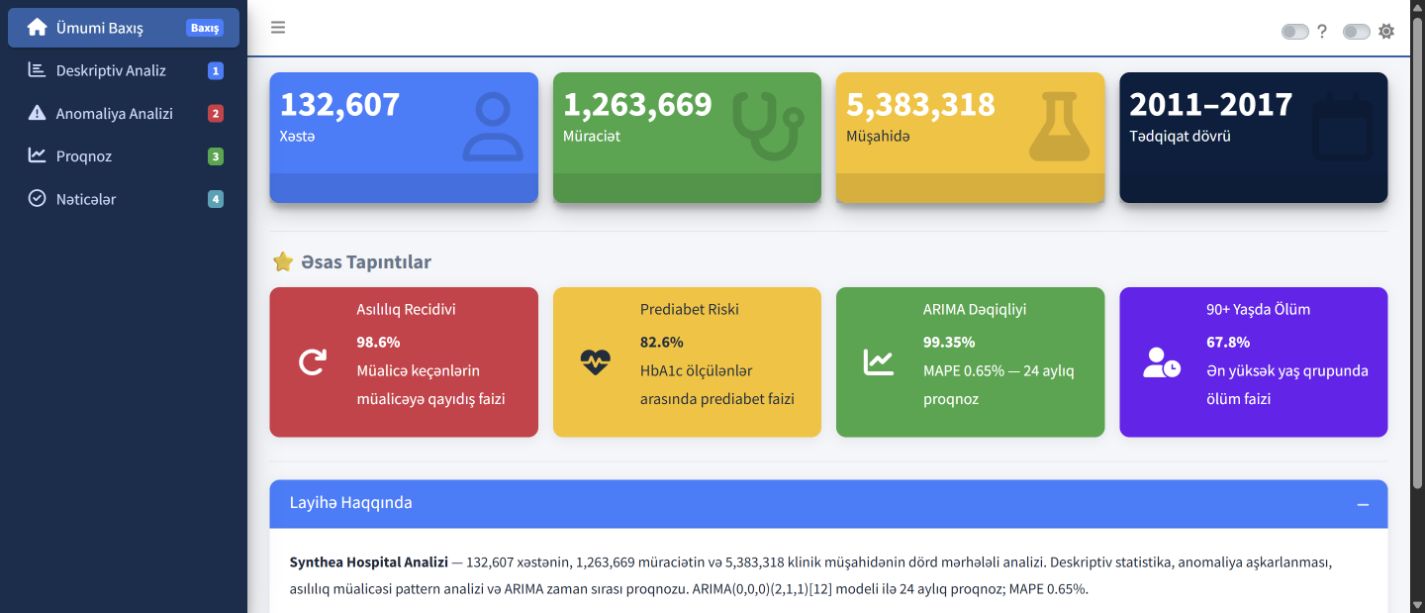 Ümumi Baxış Baxış
Deskriptiv Analiz 1
Anomaliya Analizi 2
Proqnoz 3
Nəticələr 4
?
132,607
Xəstə
1,263,669
Müraciət
5,383,318
Müşahidə
2011–2017
Tədqiqat dövrü
Əsas Tapıntılar
Asılılıq Recidivi
98.6%
Müalicə keçənlərin
müalicəyə qayıdış faizi
Prediabet Riski
82.6%
HbA1c ölçülənlər
arasında prediabet faizi
ARIMA Dəqiqliyi
99.35%
MAPE 0.65% — 24 aylıq
proqnoz
90+ Yaşda Ölüm
67.8%
Ən yüksək yaş qrupunda
ölüm faizi
Layihə Haqqında
Synthea Hospital Analizi — 132,607 xəstənin, 1,263,669 müraciətin və 5,383,318 klinik müşahidənin dörd mərhələli analizi. Deskriptiv statistika, anomaliya aşkarlanması,
asılılıq müalicəsi pattern analizi və ARIMA zaman sırası proqnozu. ARIMA(0,0,0)(2,1,1)[12] modeli ilə 24 aylıq proqnoz; MAPE 0.65%.